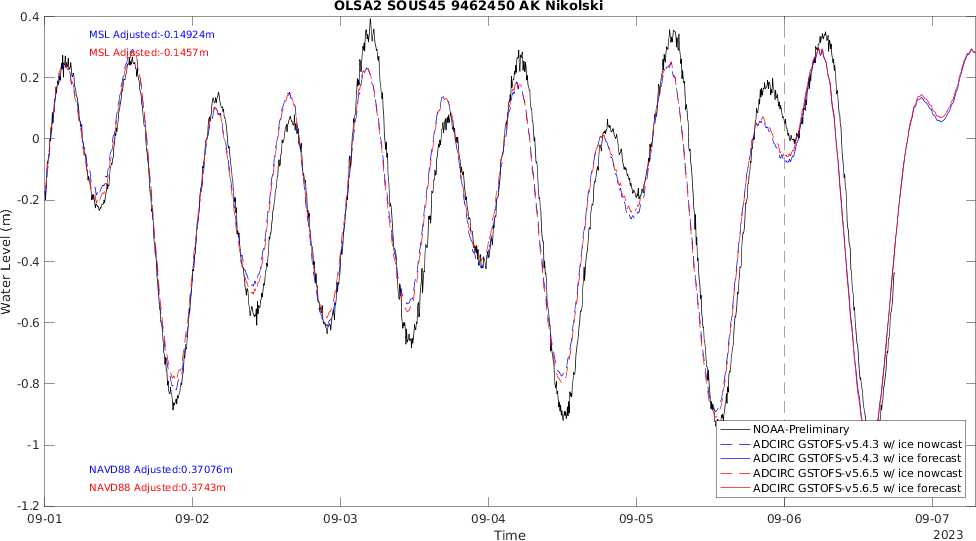 OLSA2 SOUS45 9462450 AK Nikolski
MSL Adjusted:-0.14924m
MSL Adjusted:-0.1457m
0.4
0.2
0
-0.2
-0.4
-0.6
-0.8
-1
-1.2
Water Level (m)
NAVD88 Adjusted:0.37076m
NAVD88 Adjusted:0.3743m
NOAA-Preliminary
ADCIRC GSTOFS-v5.4.3 w/ ice nowcast
ADCIRC GSTOFS-v5.4.3 w/ ice forecast
ADCIRC GSTOFS-v5.6.5 w/ ice nowcast
ADCIRC GSTOFS-v5.6.5 w/ ice forecast
09-01 09-02 09-03 09-04 09-05 09-06 09-07
Time
2023